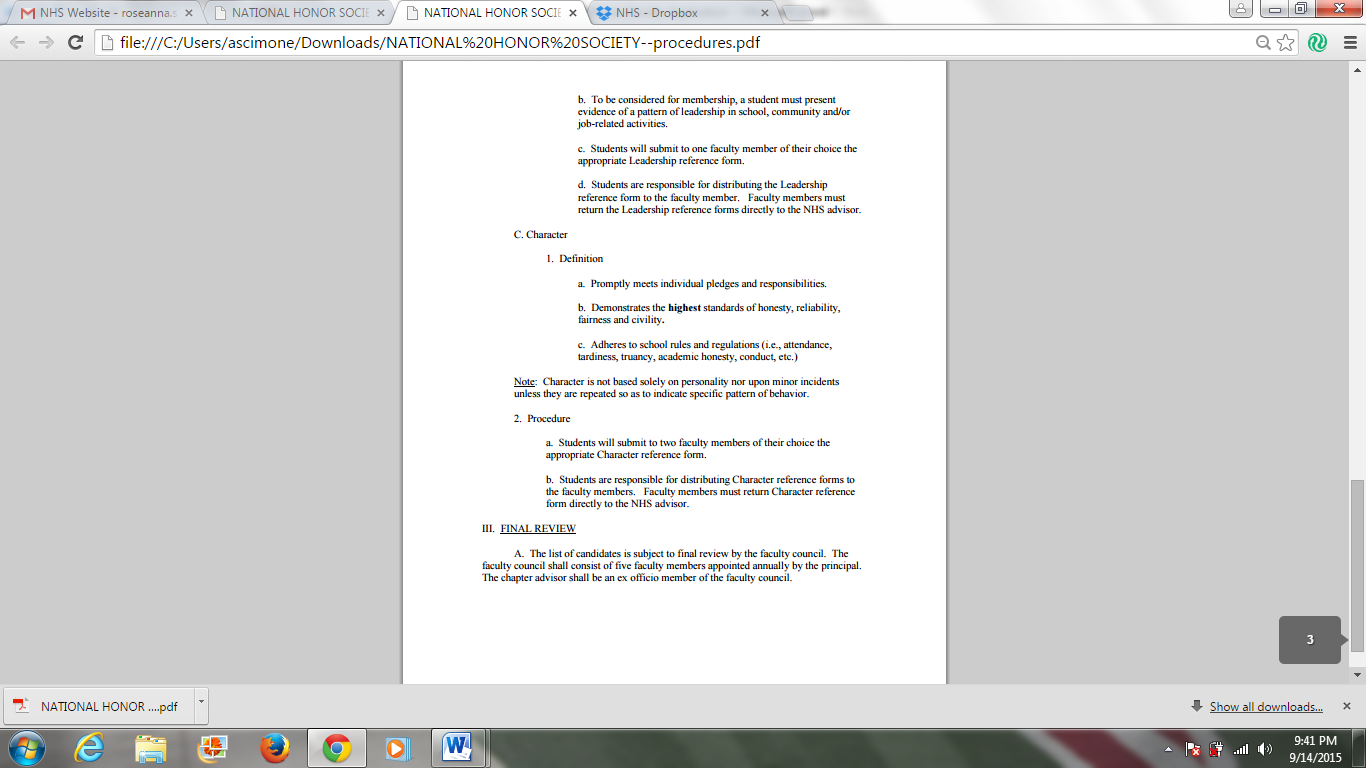 NHS Website - roseanna.s
NATIONAL HONOR SOCIE
NATIONAL HONOR SOCIE
NHS - Dropbox
file:///C:/Users/ascimone/Downloads/NATIONAL%20HONOR%20SOCIETY--procedures.pdf
b. To be considered for membership, a student must present
evidence of a pattern of leadership in school, community and/or
job-related activities.
c. Students will submit to one faculty member of their choice the
appropriate Leadership reference form.
d. Students are responsible for distributing the Leadership
reference form to the faculty member. Faculty members must
return the Leadership reference forms directly to the NHS advisor.
C. Character
1. Definition
a. Promptly meets individual pledges and responsibilities.
b. Demonstrates the highest standards of honesty, reliability,
fairness and civility.
c. Adheres to school rules and regulations (i.e., attendance,
tardiness, truancy, academic honesty, conduct, etc.)
Note: Character is not based solely on personality nor upon minor incidents
unless they are repeated so as to indicate specific pattern of behavior.
2. Procedure
a. Students will submit to two faculty members of their choice the
appropriate Character reference form.
b. Students are responsible for distributing Character reference forms to
the faculty members. Faculty members must return Character reference
form directly to the NHS advisor.
III. FINAL REVIEW
A. The list of candidates is subject to final review by the faculty council. The
faculty council shall consist of five faculty members appointed annually by the principal.
The chapter advisor shall be an ex officio member of the faculty council.
3
NATIONAL HONOR ....pdf
Show all downloads...
9:41 PM
9/14/2015